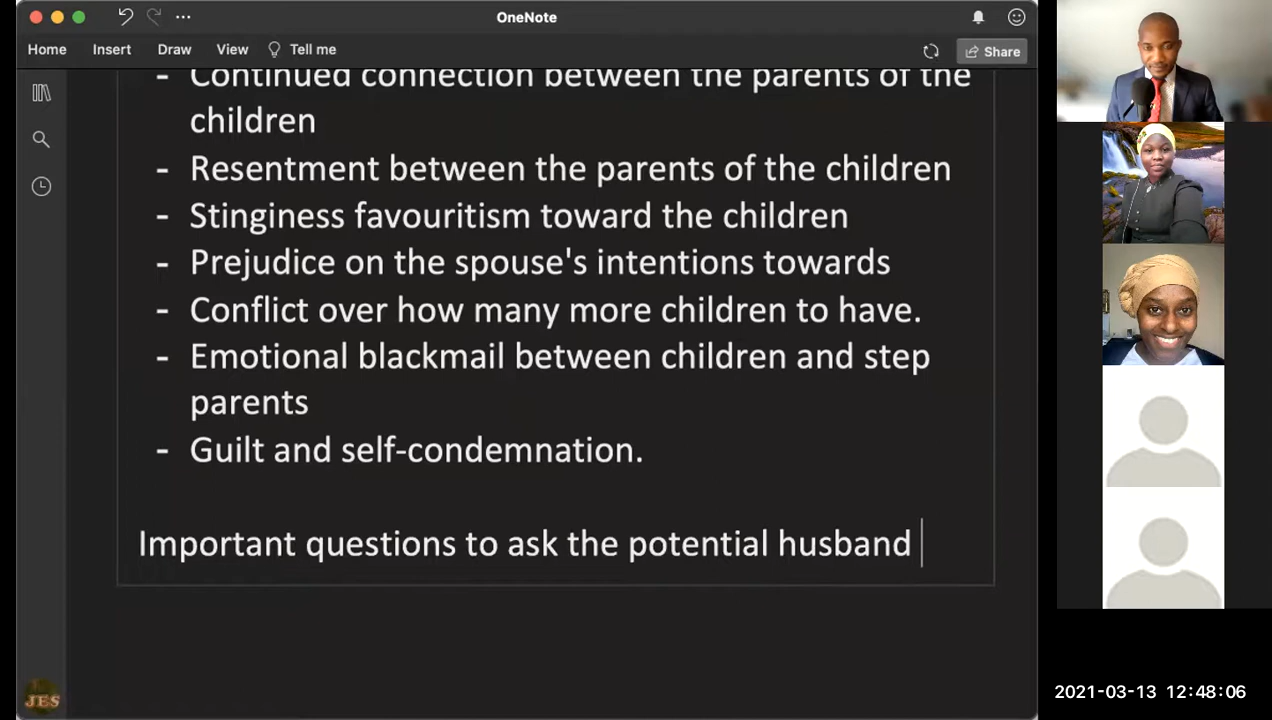 OneNote
Home Insert Draw View Tell me
Share
- Continued connection between the parents of the
children
- Resentment between the parents of the children
- Stinginess favouritism toward the children
- Prejudice on the spouse's intentions towards
- Conflict over how many more children to have.
- Emotional blackmail between children and step
parents
- Guilt and self-condemnation.
Important questions to ask the potential husband
JES
2021-03-13 12:48:06